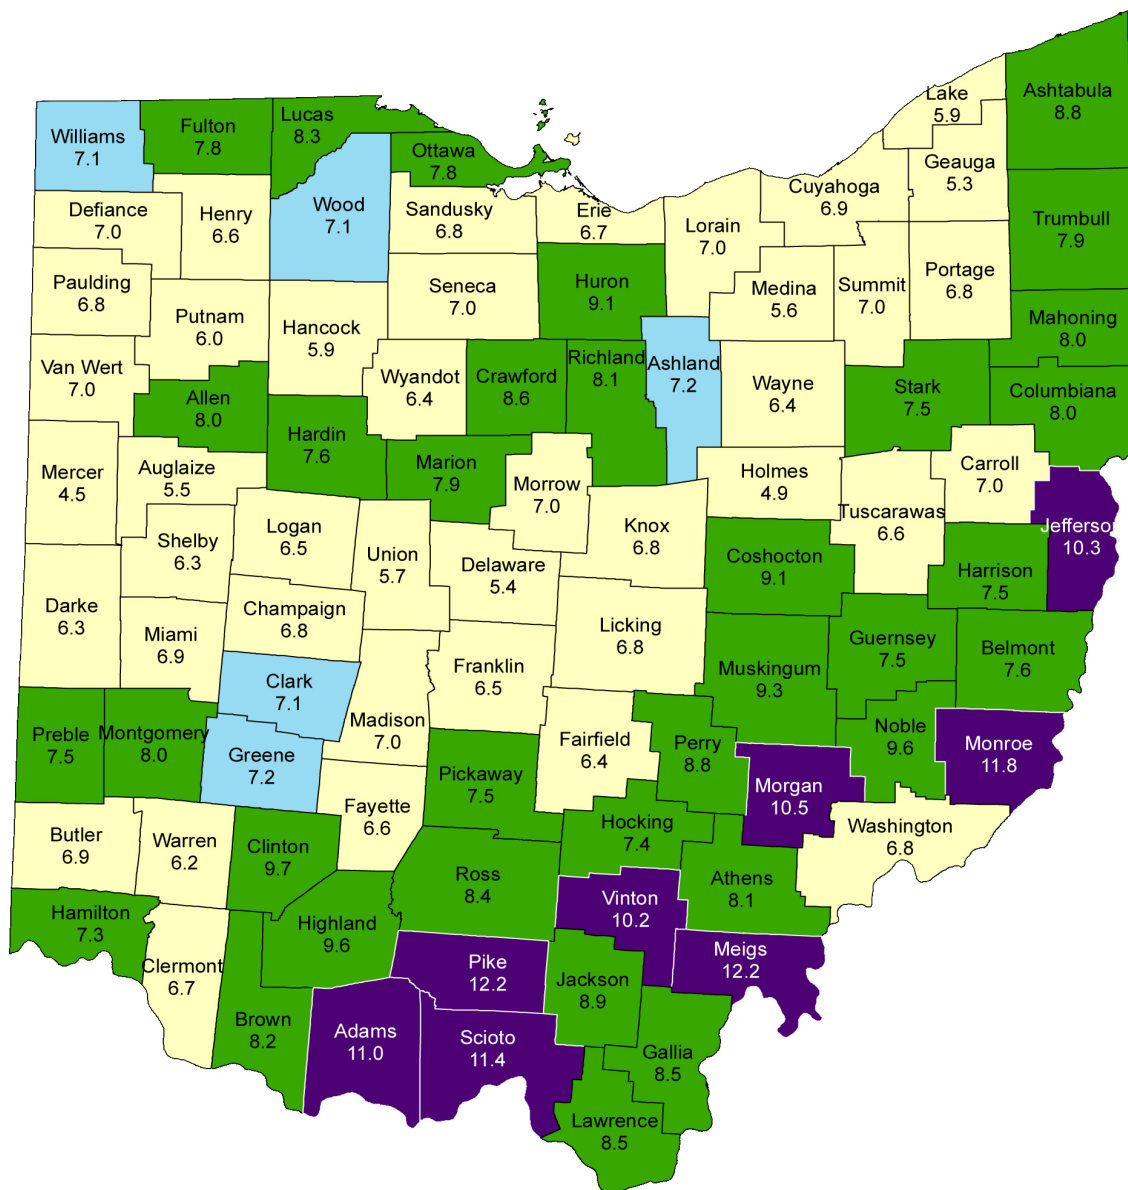 Lake
5.9
Ashtabula
8.8
Williams
7.1
Fulton
7.8
Lucas
8.3
Ottawa
7.8
Geauga
5.3
Cuyahoga
6.9
Defiance
7.0
Henry
6.6
Wood
7.1
Sandusky
6.8
Erie
6.7
Lorain
7.0
Trumbull
7.9
Paulding
6.8
Seneca
7.0
Huron
9.1
Medina
5.6
Summit
7.0
Portage
6.8
Putnam
6.0
Hancock
5.9
Mahoning
8.0
Van Wert
7.0
Allen
8.0
Wyandot
6.4
Crawford
8.6
Richland
8.1
Ashland
7.2
Wayne
6.4
Stark
7.5
Columbiana
8.0
Hardin
7.6
Marion
7.9
Mercer
4.5
Auglaize
5.5
Morrow
7.0
Holmes
4.9
Carroll
7.0
Tuscarawas
6.6
Jefferson
10.3
Shelby
6.3
Logan
6.5
Union
5.7
Delaware
5.4
Knox
6.8
Coshocton
9.1
Harrison
7.5
Darke
6.3
Miami
6.9
Champaign
6.8
Licking
6.8
Guernsey
7.5
Belmont
7.6
Clark
7.1
Franklin
6.5
Muskingum
9.3
Preble
7.5
Montgomery
8.0
Greene
7.2
Madison
7.0
Fairfield
6.4
Perry
8.8
Noble
9.6
Monroe
11.8
Pickaway
7.5
Morgan
10.5
Fayette
6.6
Butler
6.9
Warren
6.2
Clinton
9.7
Hocking
7.4
Washington
6.8
Ross
8.4
Athens
8.1
Hamilton
7.3
Highland
9.6
Vinton
10.2
Clermont
6.7
Pike
12.2
Meigs
12.2
Jackson
8.9
Brown
8.2
Adams
11.0
Scioto
11.4
Gallia
8.5
Lawrence
8.5